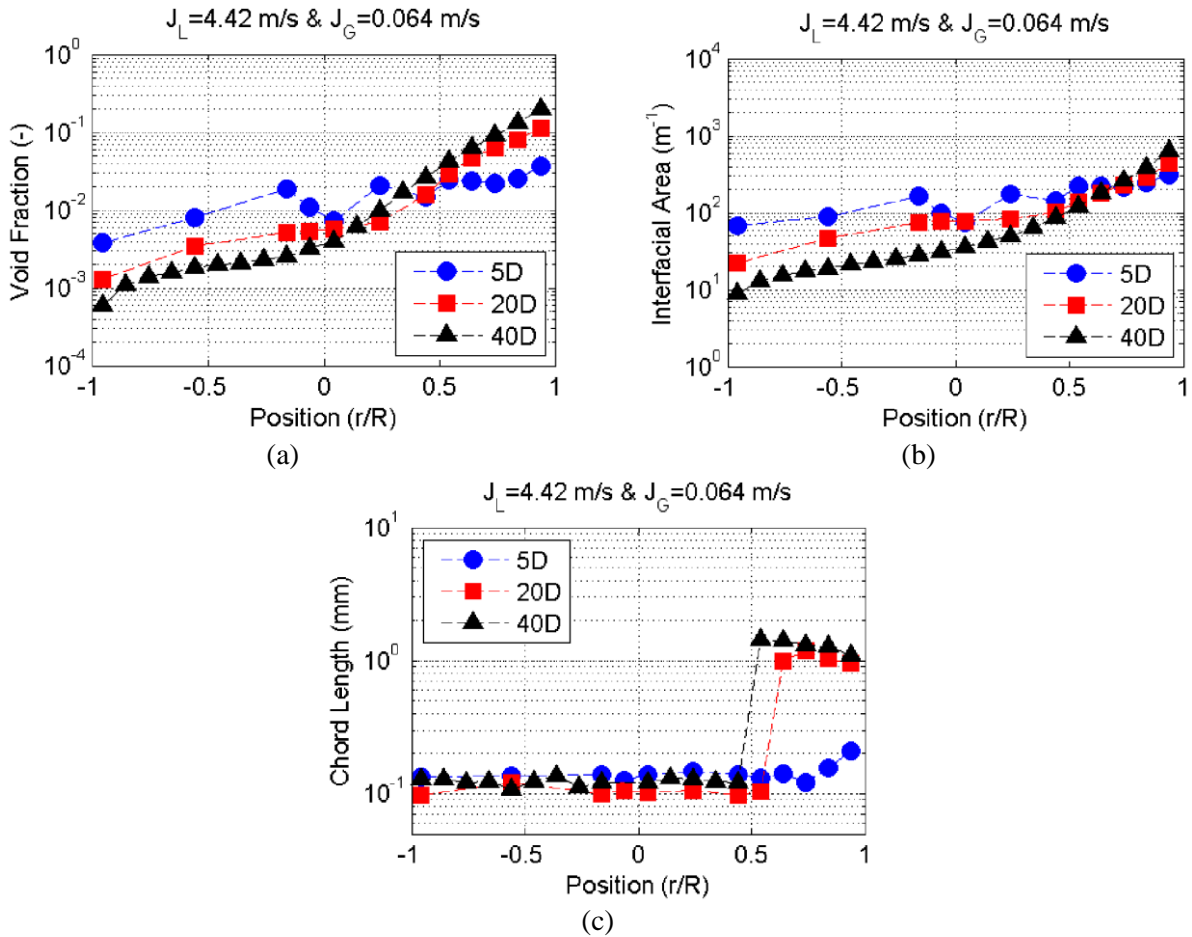 J_L=4.42 m/s & J_G=0.064 m/s
Void Fraction (-)
10^0
10^-1
10^-2
10^-3
10^-4
-1 -0.5 0 0.5 1
Position (r/R)
5D
20D
40D
(a)
J_L=4.42 m/s & J_G=0.064 m/s
Interfacial Area (m^-1)
10^4
10^3
10^2
10^1
10^0
-1 -0.5 0 0.5 1
Position (r/R)
5D
20D
40D
(b)
J_L=4.42 m/s & J_G=0.064 m/s
Chord Length (mm)
10^1
10^0
10^-1
-1 -0.5 0 0.5 1
Position (r/R)
5D
20D
40D
(c)